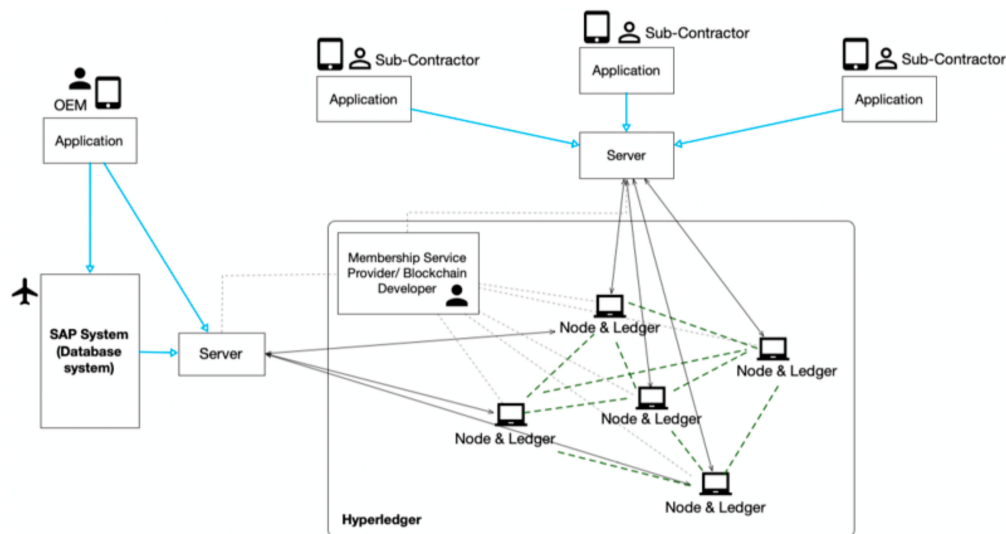 Sub-Contractor
Sub-Contractor
Sub-Contractor
OEM
Application
Application
Application
Application
Server
Membership Service
Provider/ Blockchain
Developer
SAP System
(Database
system)
Server
Node & Ledger
Node & Ledger
Node & Ledger
Node & Ledger
Node & Ledger
Hyperledger